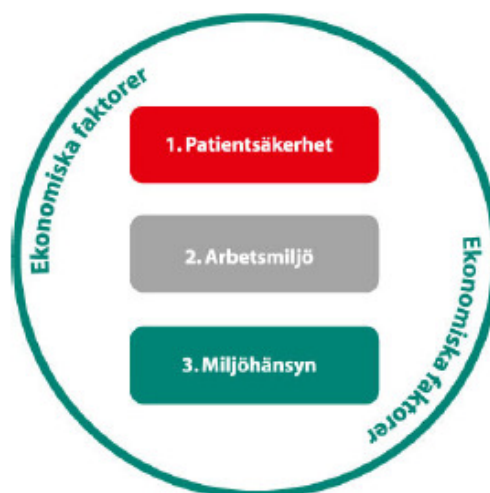 Ekonomiska faktorer
1. Patientsäkerhet
2. Arbetsmiljö
3. Miljöhänsyn
Ekonomiska faktorer